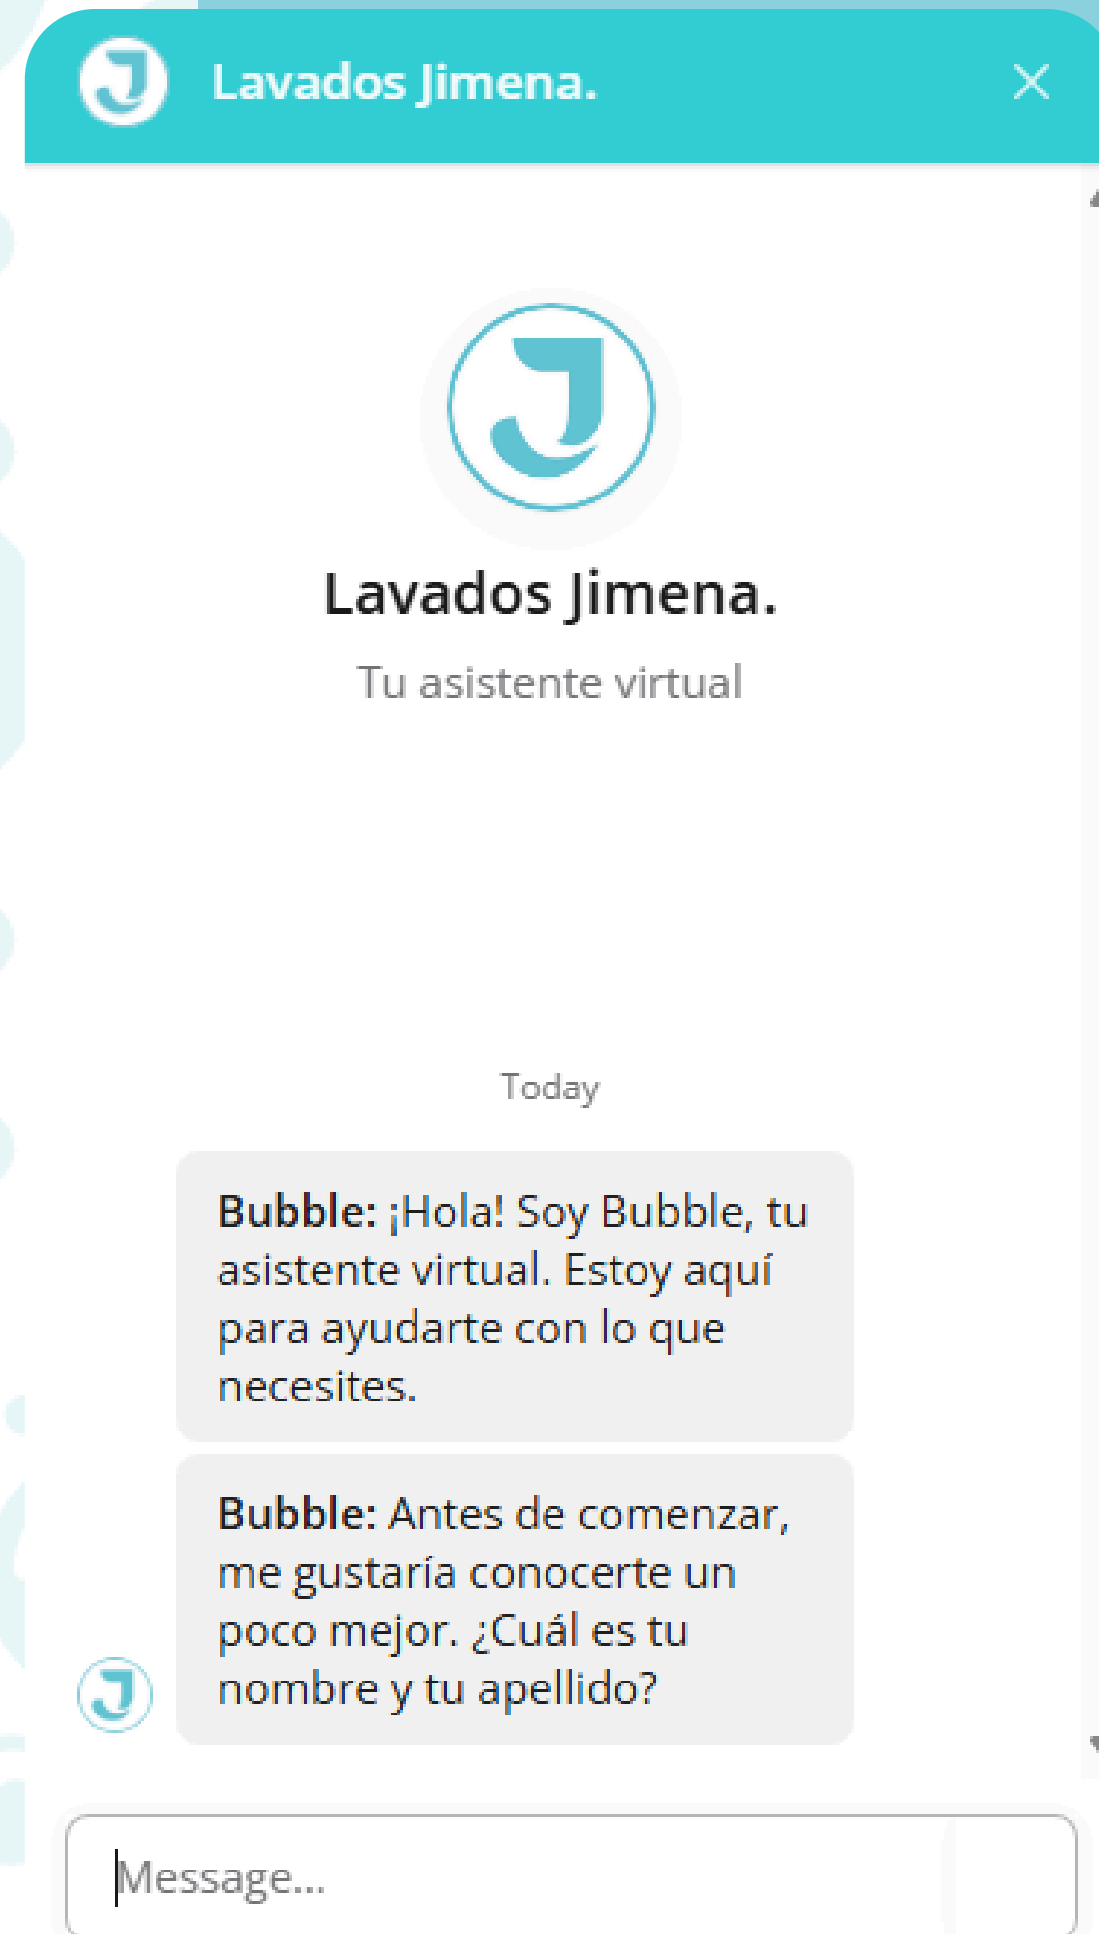 Lavados Jimena.
Lavados Jimena.
Tu asistente virtual
Today
Bubble: ¡Hola! Soy Bubble, tu
asistente virtual. Estoy aquí
para ayudarte con lo que
necesites.
Bubble: Antes de comenzar,
me gustaría conocerte un
poco mejor. ¿Cuál es tu
nombre y tu apellido?
Message...